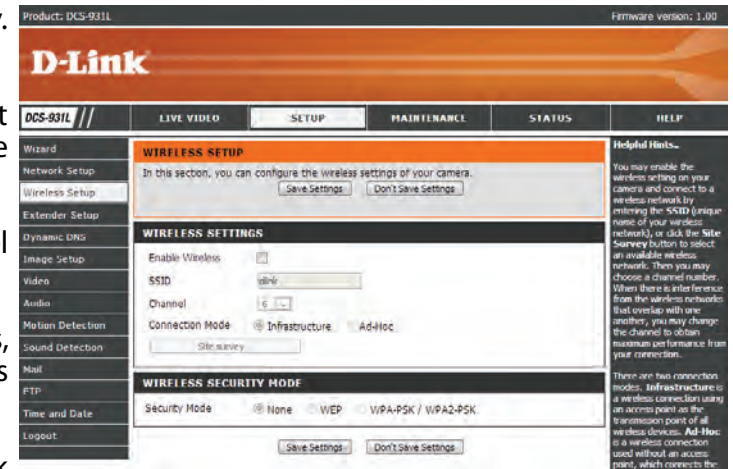 Product: DCS-931L
Firmware version: 1.00
D-Link
DCS-931L //
LIVE VIDEO
SETUP
MAINTENANCE
STATUS
HELP
Wizard
Network Setup
Wireless Setup
Extender Setup
Dynamic DNS
Image Setup
Video
Audio
Motion Detection
Sound Detection
Mail
FTP
Time and Date
Logout
WIRELESS SETUP
In this section, you can configure the wireless settings of your camera.
Save Settings Don't Save Settings
WIRELESS SETTINGS
Enable Wireless
SSID dlink
Channel 6
Connection Mode Infrastructure Ad-Hoc
Site survey
WIRELESS SECURITY MODE
Security Mode None WEP WPA-PSK / WPA2-PSK
Save Settings Don't Save Settings
Helpful Hints..
You may enable the
wireless setting on your
camera and connect to a
wireless network by
entering the SSID (unique
name of your wireless
network), or click the Site
Survey button to select
an available wireless
network. Then you may
choose a channel number.
When there is interference
from the wireless networks
that overlap with one
another, you may change
the channel to obtain
maximum performance from
your connection.
There are two connection
modes. Infrastructure is
a wireless connection using
an access point as the
transmission point of all
wireless devices. Ad-Hoc
is a wireless connection
used without an access
point, which connects the